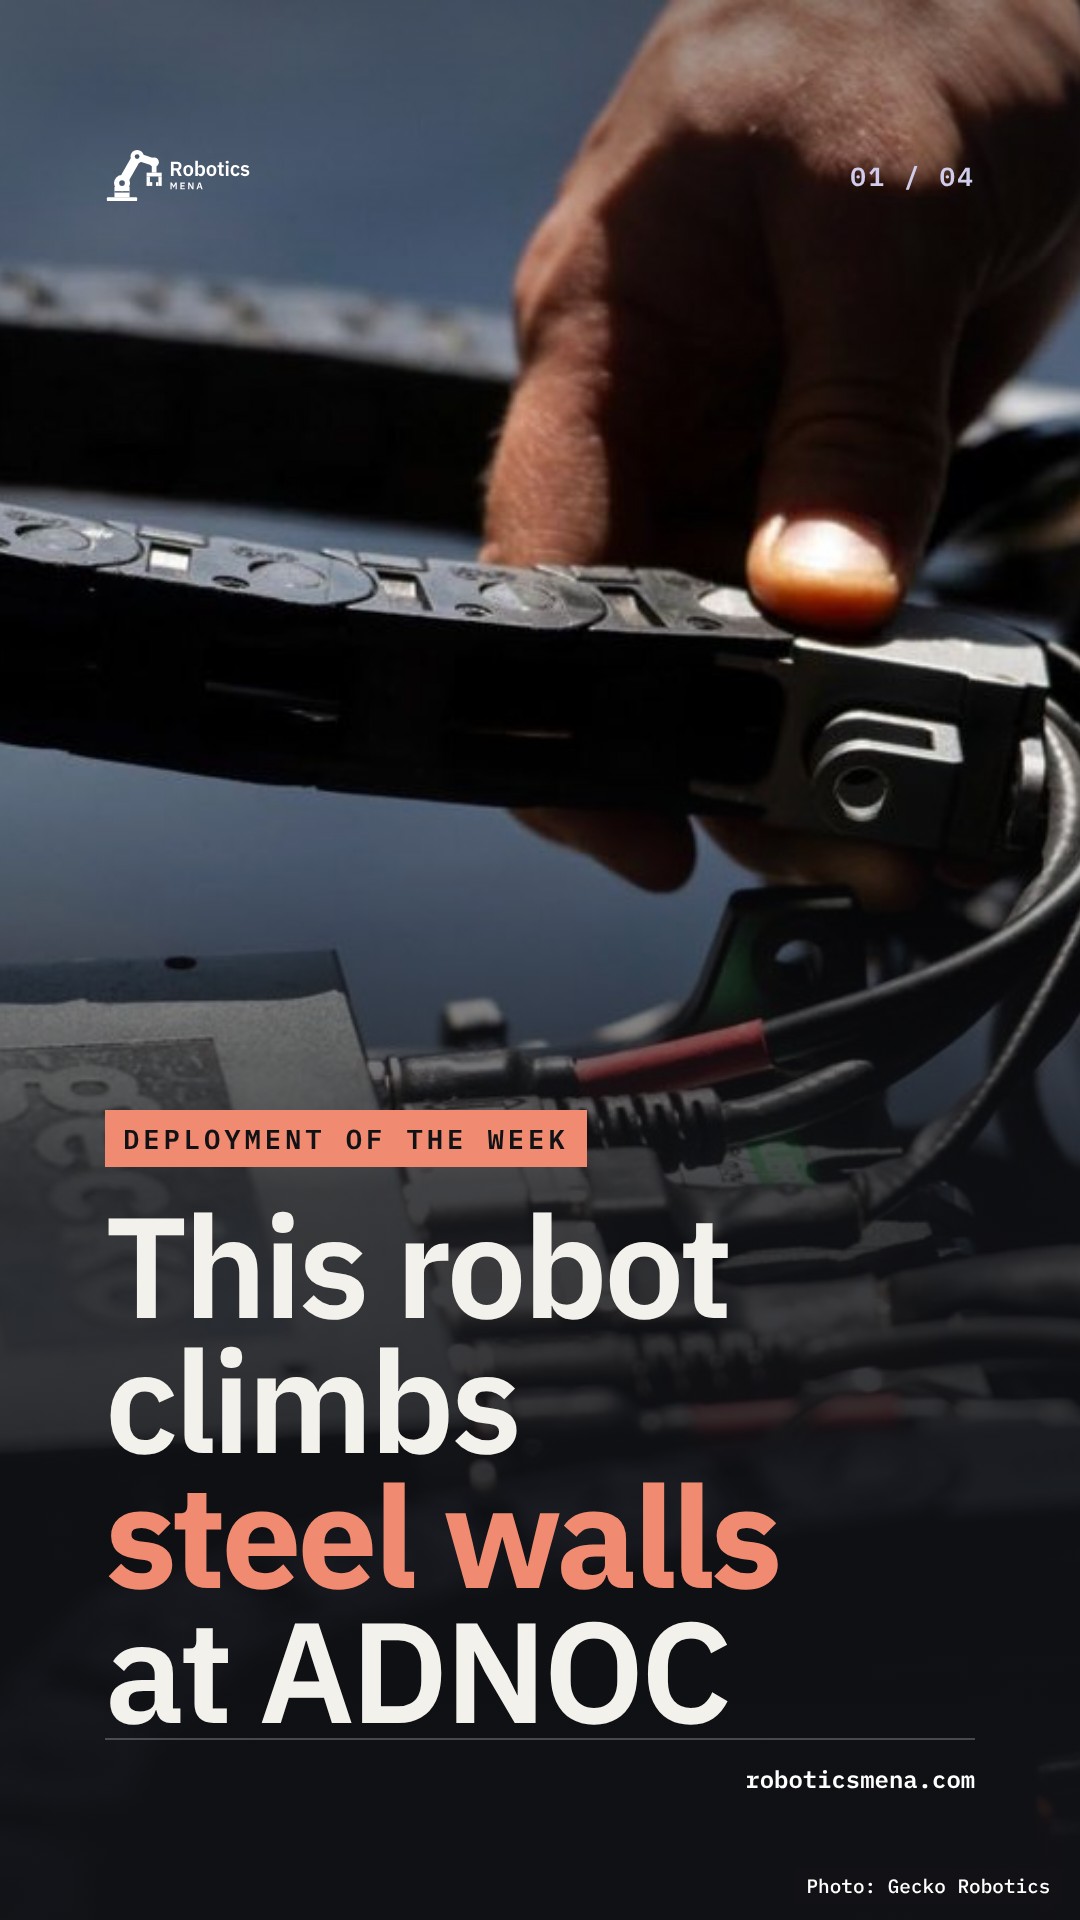 Robotics
MENA
01 / 04
DEPLOYMENT OF THE WEEK
This robot
climbs
steel walls
at ADNOC
roboticsmena.com
Photo: Gecko Robotics